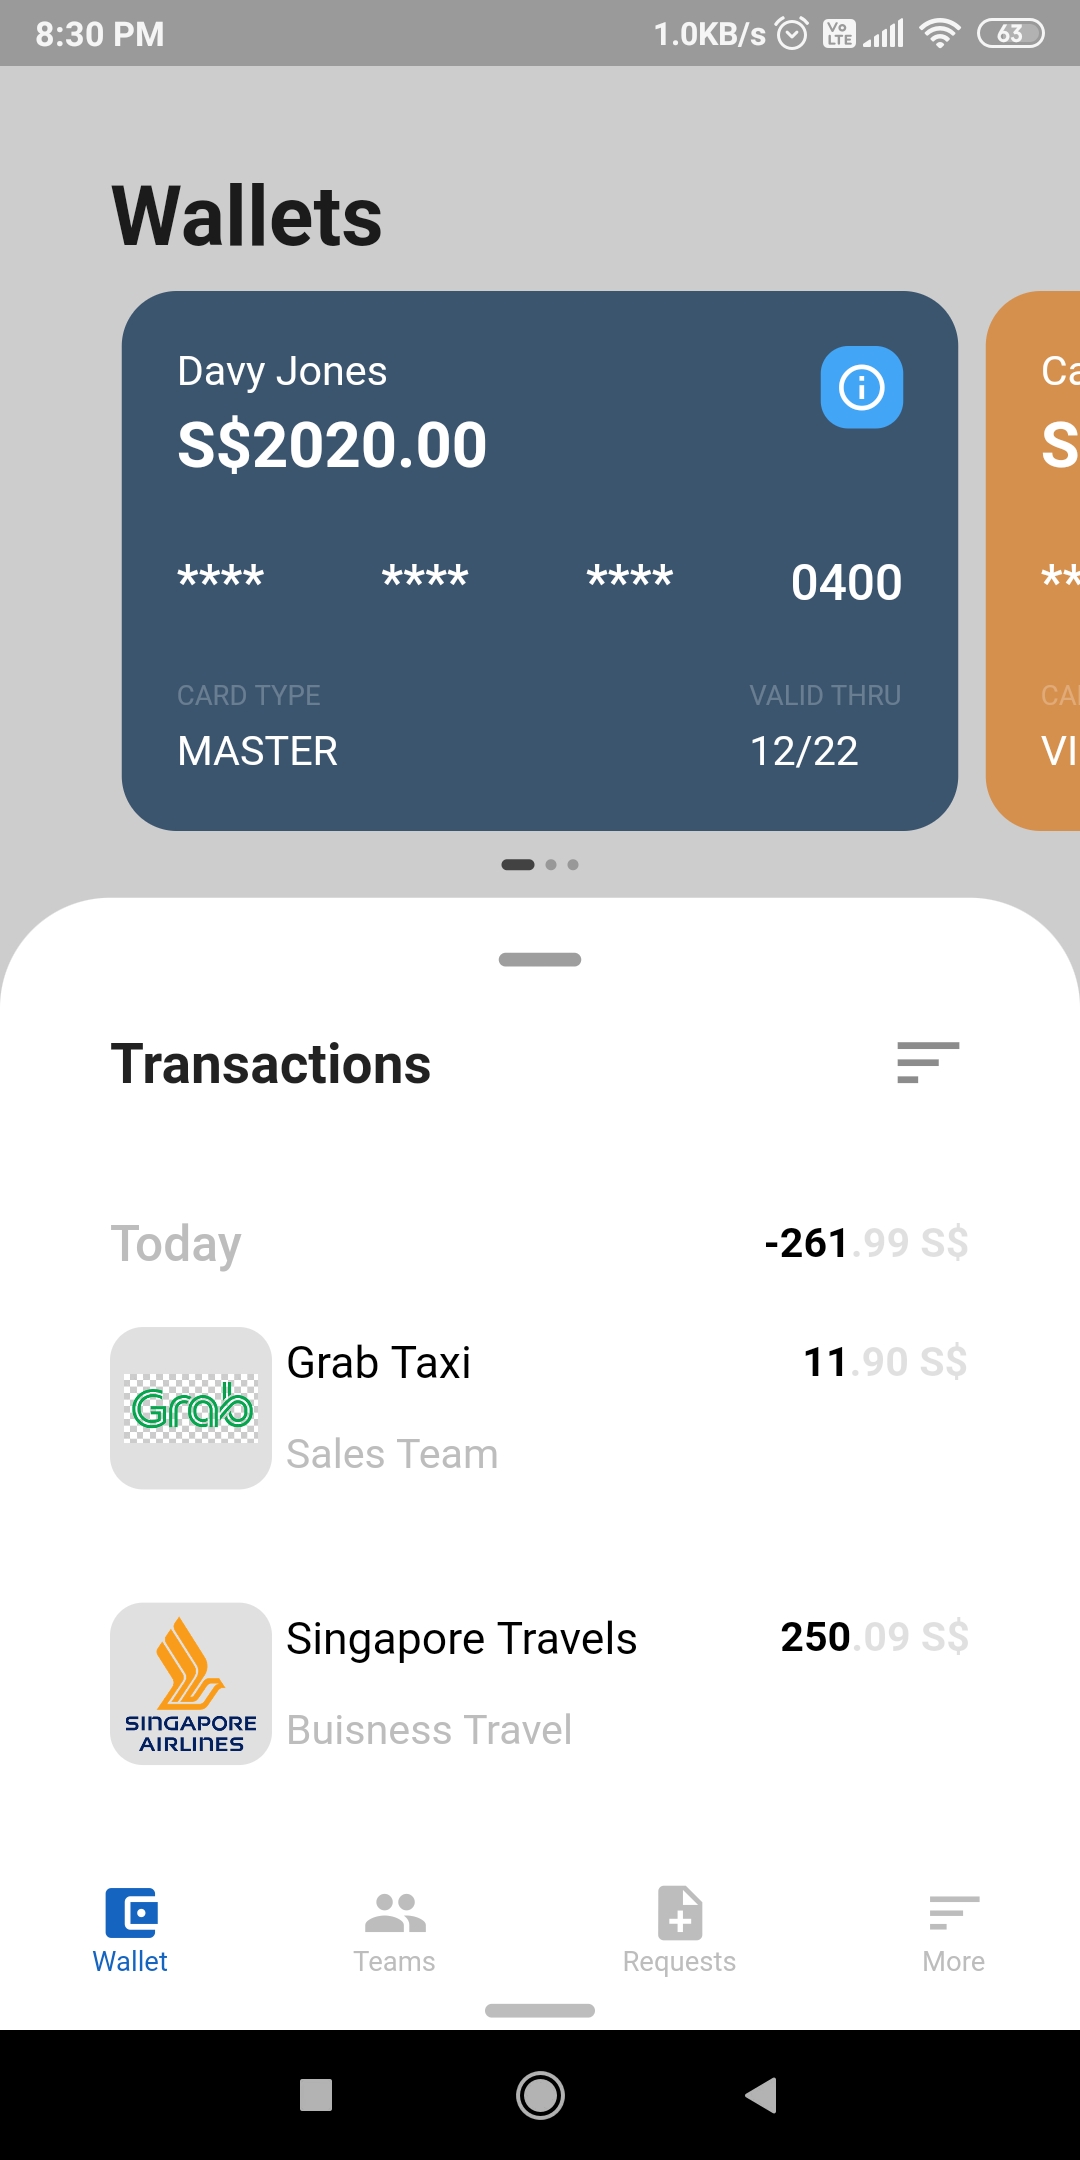 8:30 PM 1.0KB/s Vo LTE 63
Wallets
Davy Jones Ca
S$2020.00 S
**** **** **** 0400 **
CARD TYPE VALID THRU CA
MASTER 12/22 VI
Transactions
Today -261.99 S$
Grab Taxi 11.90 S$
Grab
Sales Team
Singapore Travels 250.09 S$
SINGAPORE
AIRLINES
Buisness Travel
Wallet Teams Requests More